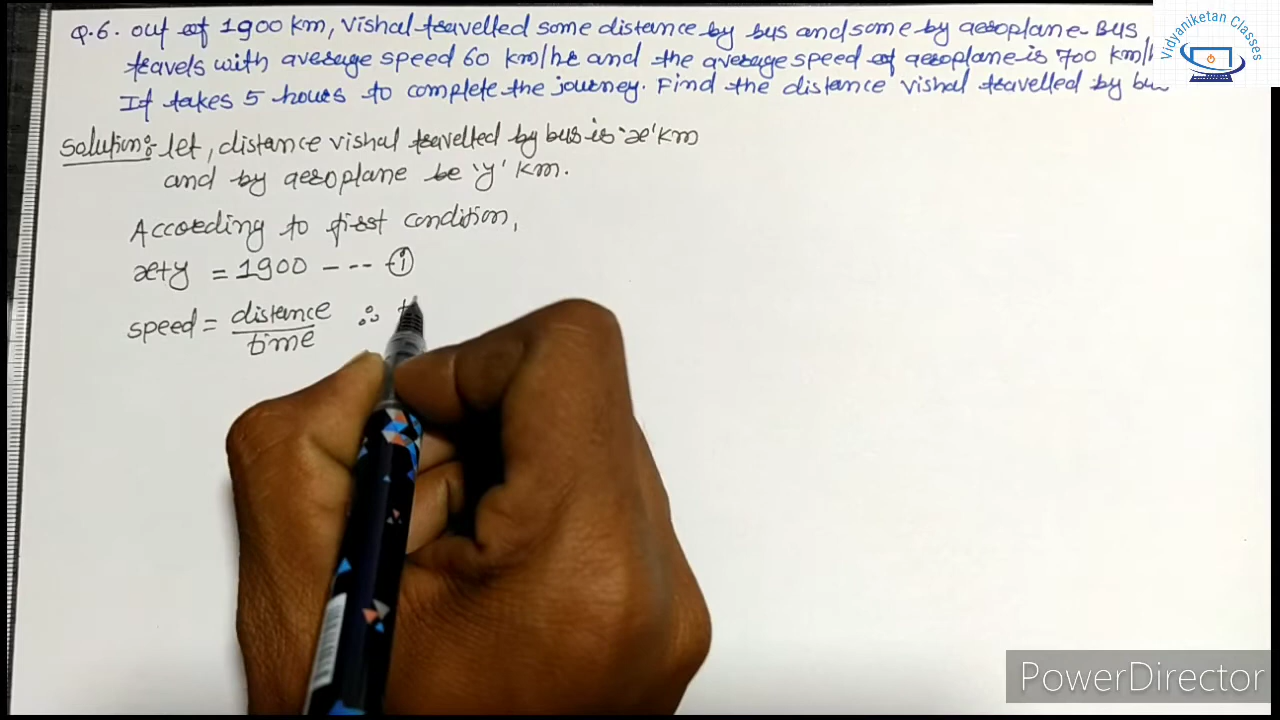 Q.6. out of 1900 km, Vishal travelled some distance by bus and some by aeroplane. Bus
travels with average speed 60 km/hr and the average speed of aeroplane is 700 km/h
It takes 5 hours to complete the journey. Find the distance vishal travelled by bus
Solution:- let, distance vishal travelled by bus is 'x' km
and by aeroplane be 'y' km.
According to first condition,
x+y = 1900 --- ①
speed = distance / time ∴ t
Vidyaniketan Classes
PowerDirector